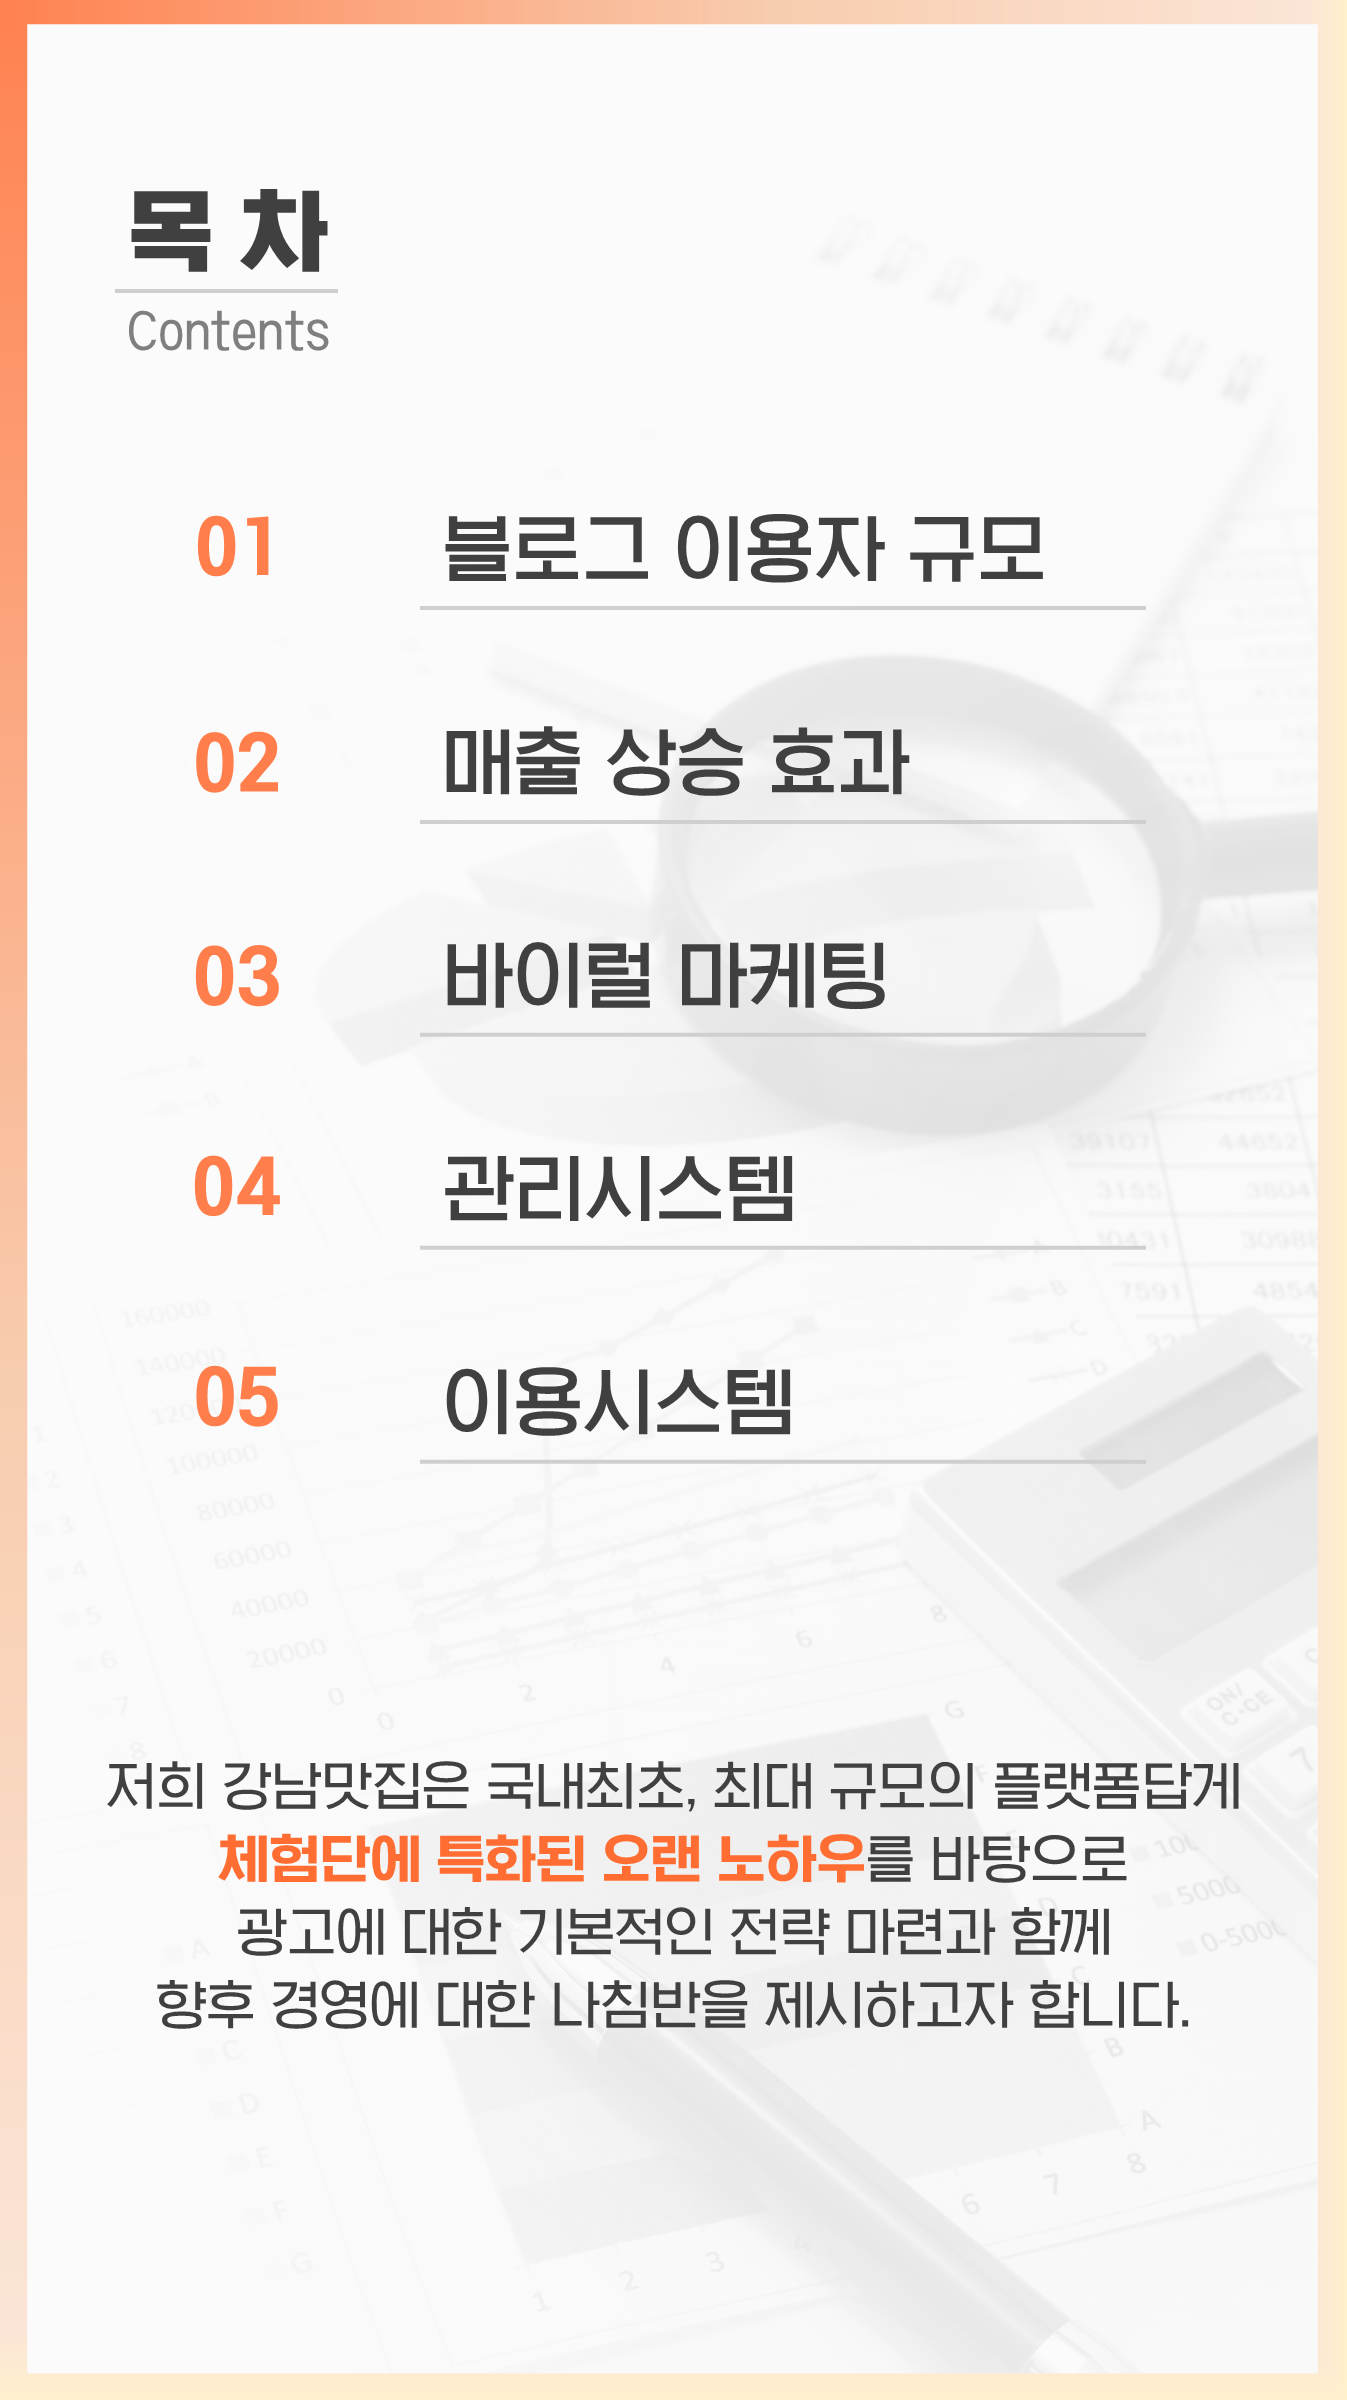 목 차
Contents
01 블로그 이용자 규모
02 매출 상승 효과
03 바이럴 마케팅
04 관리시스템
05 이용시스템
저희 강남맛집은 국내최초, 최대 규모의 플랫폼답게
체험단에 특화된 오랜 노하우를 바탕으로
광고에 대한 기본적인 전략 마련과 함께
향후 경영에 대한 나침반을 제시하고자 합니다.